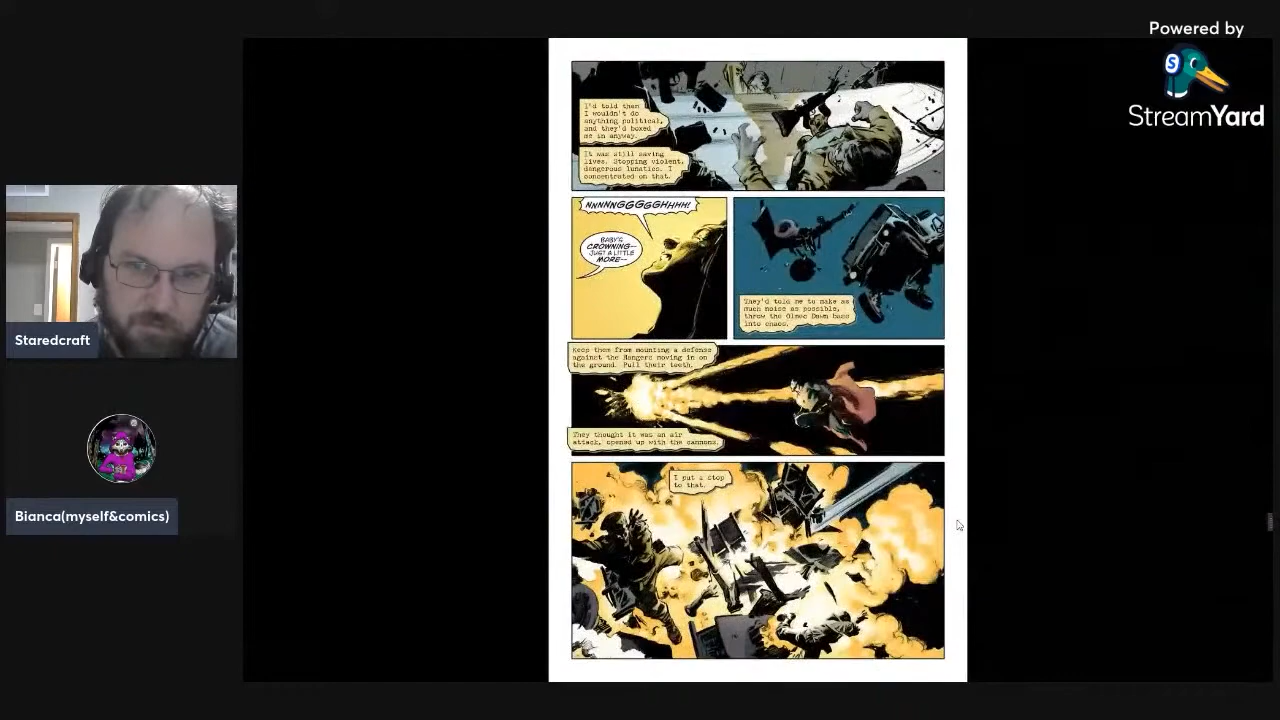 Powered by
StreamYard
I'd told them
I wouldn't do
anything political,
and they'd boxed
me in anyway.
It was still saving
lives. Stopping violent,
dangerous lunatics. I
concentrated on that.
NNNNNGGGGGGHHHH!
BABY'S
CROWNING--
JUST A LITTLE
MORE--
They'd told me to make as
much noise as possible,
throw the Olmec Dawn base
into chaos.
Keep them from mounting a defense
against the Rangers moving in on
the ground. Pull their teeth.
They thought it was an air
attack, opened up with the cannons.
I put a stop
to that.
Staredcraft
Bianca(myself&comics)